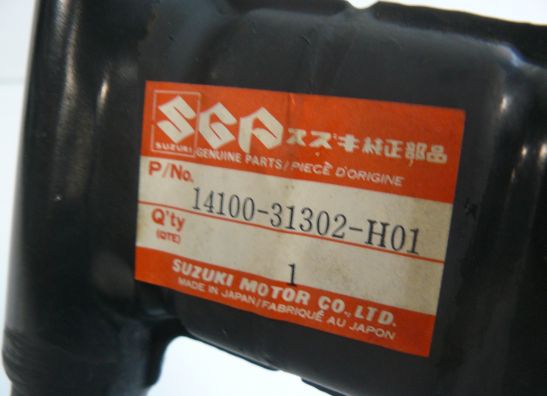 SUZUKI SGP スズキ純正部品
GENUINE PARTS/PIECE D'ORIGINE
P/No. 14100-31302-H01
Q'ty (QTE) 1
SUZUKI MOTOR CO., LTD.
MADE IN JAPAN/FABRIQUÉ AU JAPON